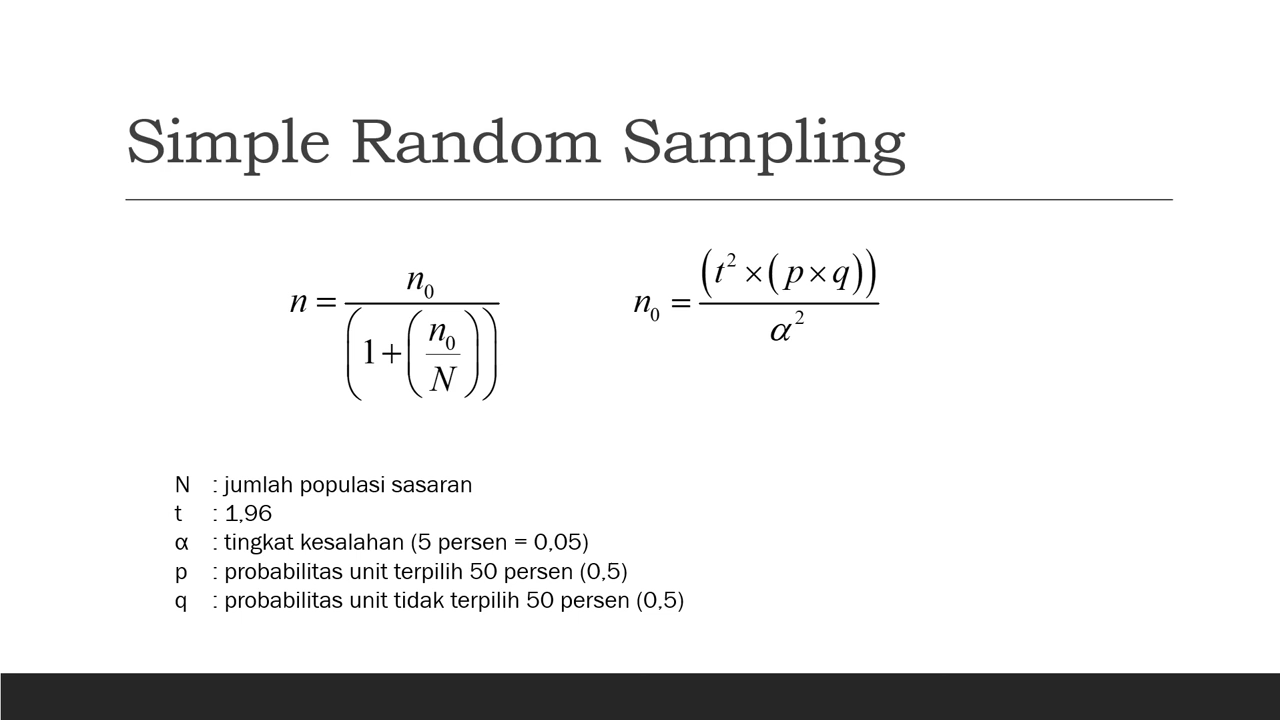 Simple Random Sampling
n = n₀ / (1 + (n₀ / N))
n₀ = (t² × (p × q)) / α²
N : jumlah populasi sasaran
t : 1,96
α : tingkat kesalahan (5 persen = 0,05)
p : probabilitas unit terpilih 50 persen (0,5)
q : probabilitas unit tidak terpilih 50 persen (0,5)